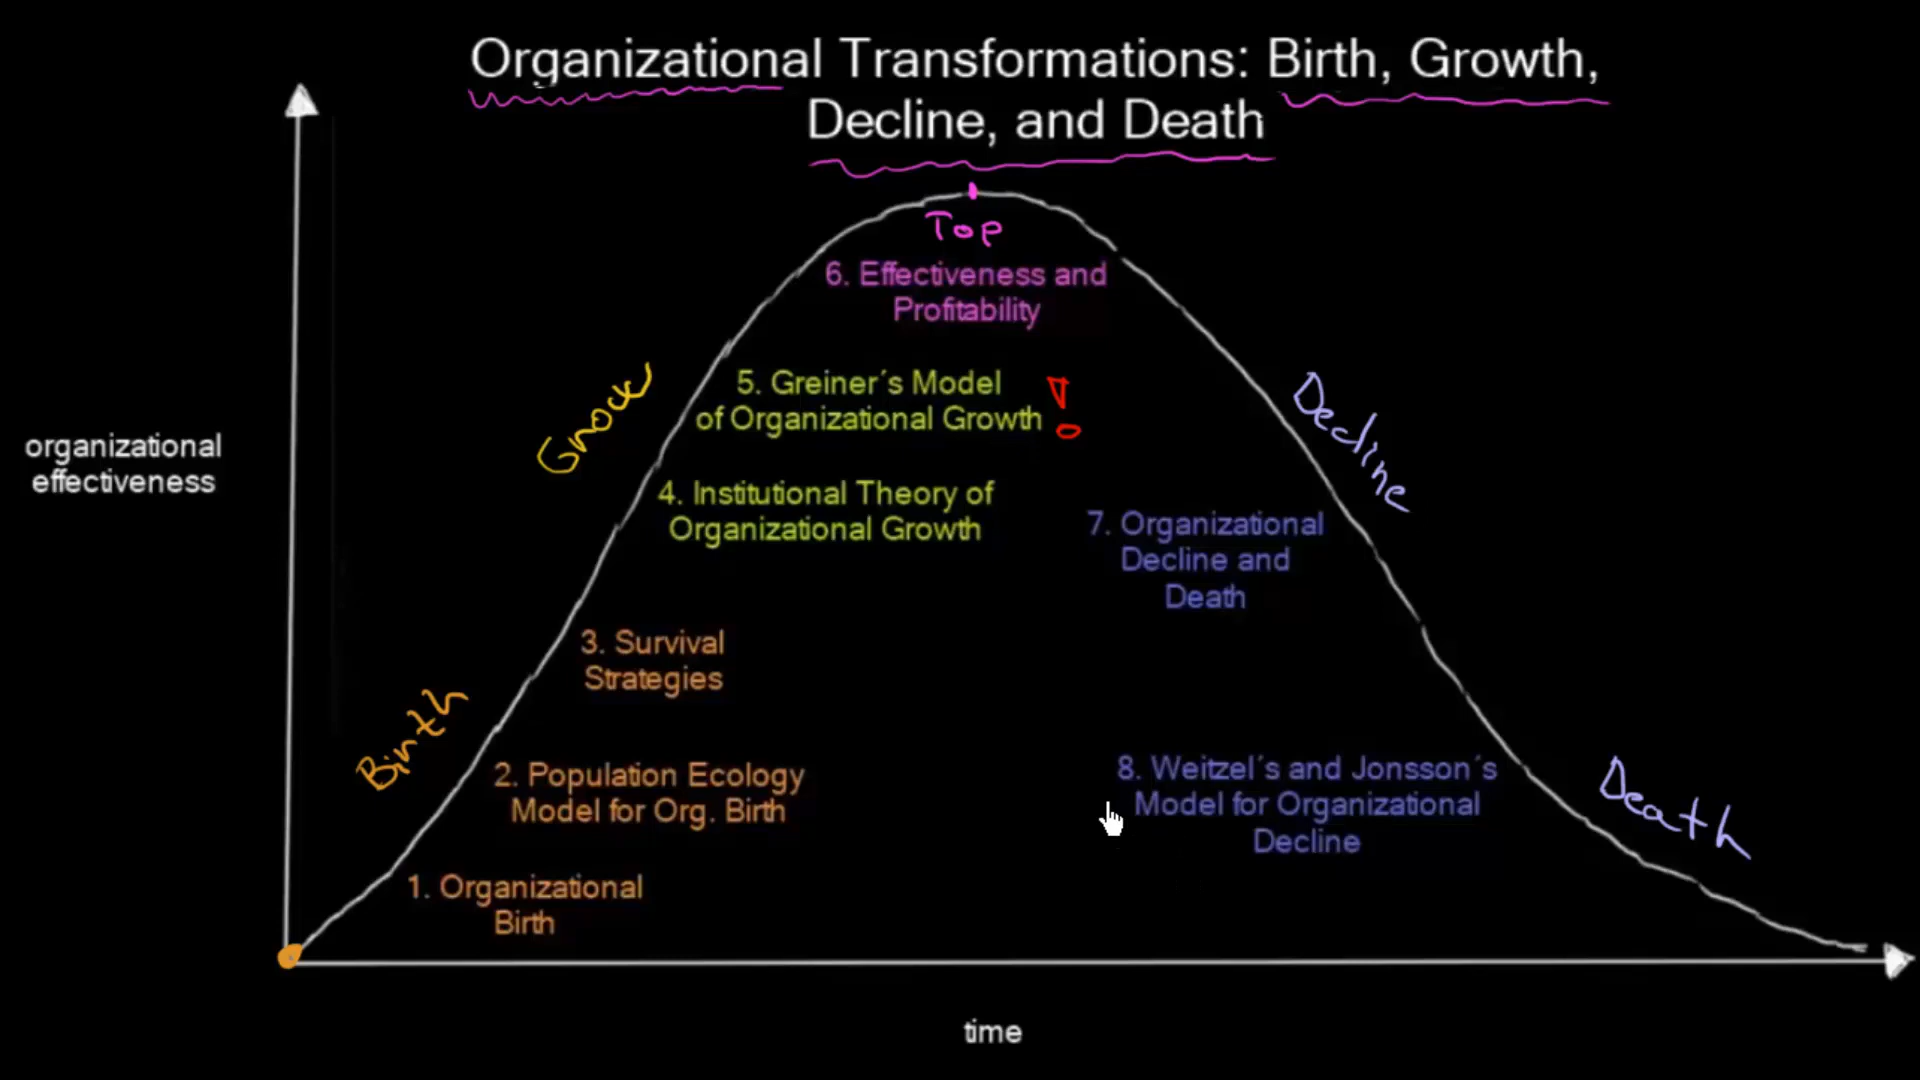 Organizational Transformations: Birth, Growth,
Decline, and Death
Top
6. Effectiveness and
Profitability
5. Greiner´s Model
of Organizational Growth !
4. Institutional Theory of
Organizational Growth
3. Survival
Strategies
2. Population Ecology
Model for Org. Birth
1. Organizational
Birth
7. Organizational
Decline and
Death
8. Weitzel´s and Jonsson´s
Model for Organizational
Decline
Birth
Grow
Decline
Death
organizational
effectiveness
time